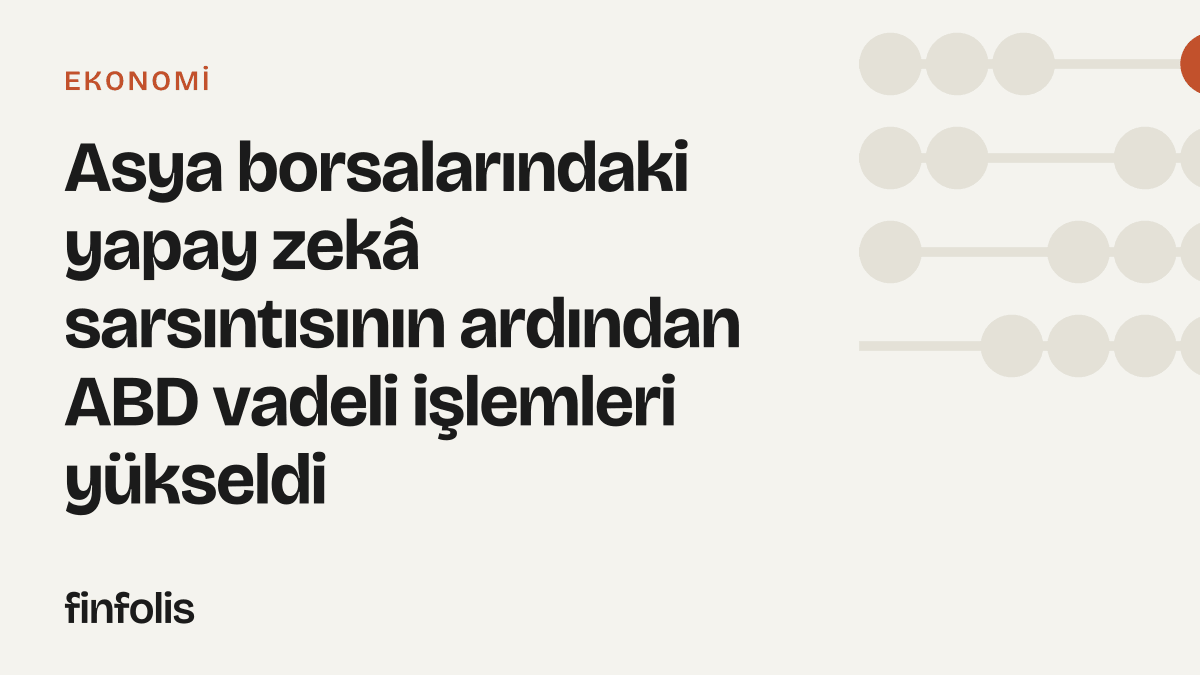 EKONOMİ
Asya borsalarındaki
yapay zekâ
sarsıntısının ardından
ABD vadeli işlemleri
yükseldi
finfolis